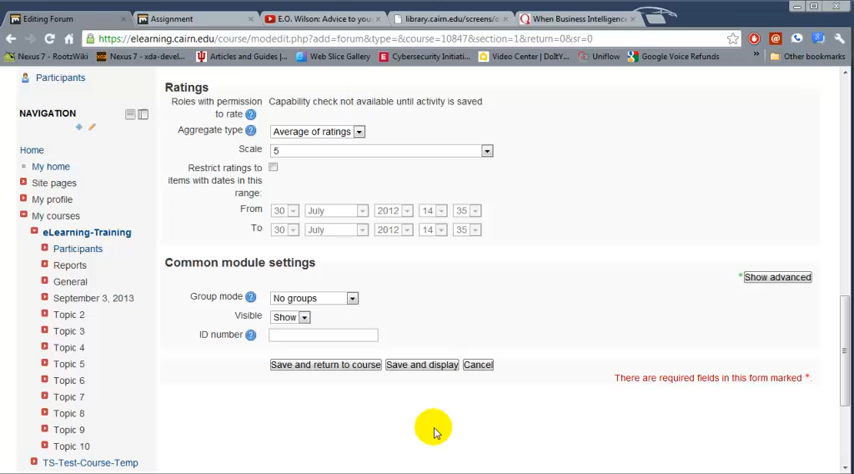 Editing Forum
Assignment
E.O. Wilson: Advice to you
library.cairn.edu/screens/
When Business Intelligence
https://elearning.cairn.edu/course/modedit.php?add=forum&type=&course=10847&section=1&return=0&sr=0
Nexus 7 - RootzWiki
Nexus 7 - xda-devel...
Articles and Guides |...
Web Slice Gallery
Cybersecurity Initiati...
Video Center | DoITY...
Uniflow
Google Voice Refunds
»
Other bookmarks
Participants
NAVIGATION
Home
My home
Site pages
My profile
My courses
eLearning-Training
Participants
Reports
General
September 3, 2013
Topic 2
Topic 3
Topic 4
Topic 5
Topic 6
Topic 7
Topic 8
Topic 9
Topic 10
TS-Test-Course-Temp
Ratings
Roles with permission to rate ? Capability check not available until activity is saved
Aggregate type ? Average of ratings
Scale 5
Restrict ratings to
items with dates in this
range:
From 30 July 2012 14 35
To 30 July 2012 14 35
Common module settings
* Show advanced
Group mode ? No groups
Visible Show
ID number ?
Save and return to course Save and display Cancel
There are required fields in this form marked *.